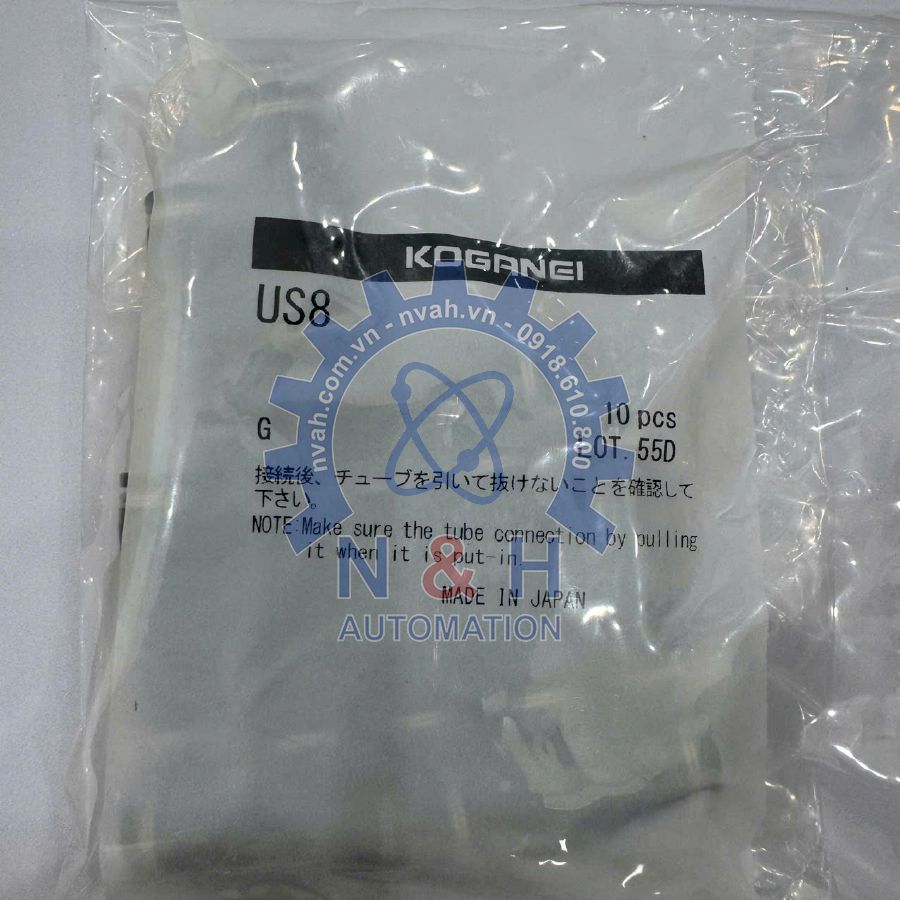 KOGANEI
US8
nvah.com.vn - nvah.vn - 0918.610.800
10 pcs
G
LOT. 55D
接続後、チューブを引いて抜けないことを確認して
下さい。
NOTE:Make sure the tube connection by pulling
it when it is put-in.
N & H
MADE IN JAPAN
AUTOMATION